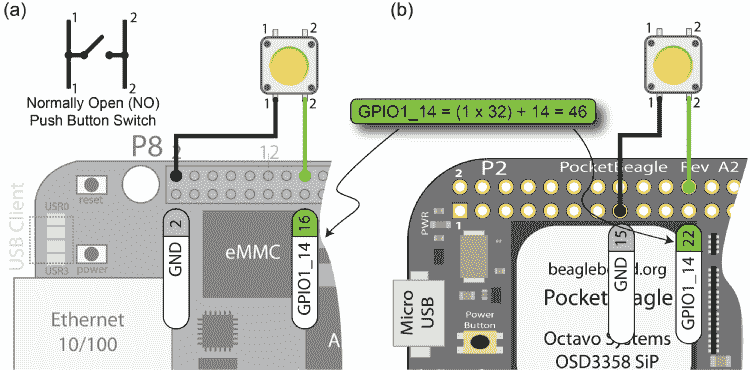 (a)
1
2
1
2
Normally Open (NO)
Push Button Switch
1
2
P8
2
12
USB Client
USR0
USR3
reset
power
GND 2
eMMC
GPIO1_14 16
Ethernet
10/100
A
GPIO1_14 = (1 x 32) + 14 = 46
(b)
1
2
2
P2
PocketBeagle Rev A2
1
PWR
Micro
USB
Power
Button
GND 15
GPIO1_14 22
beagleboard.org
PocketBeagle
Octavo Systems
OSD3358 SiP